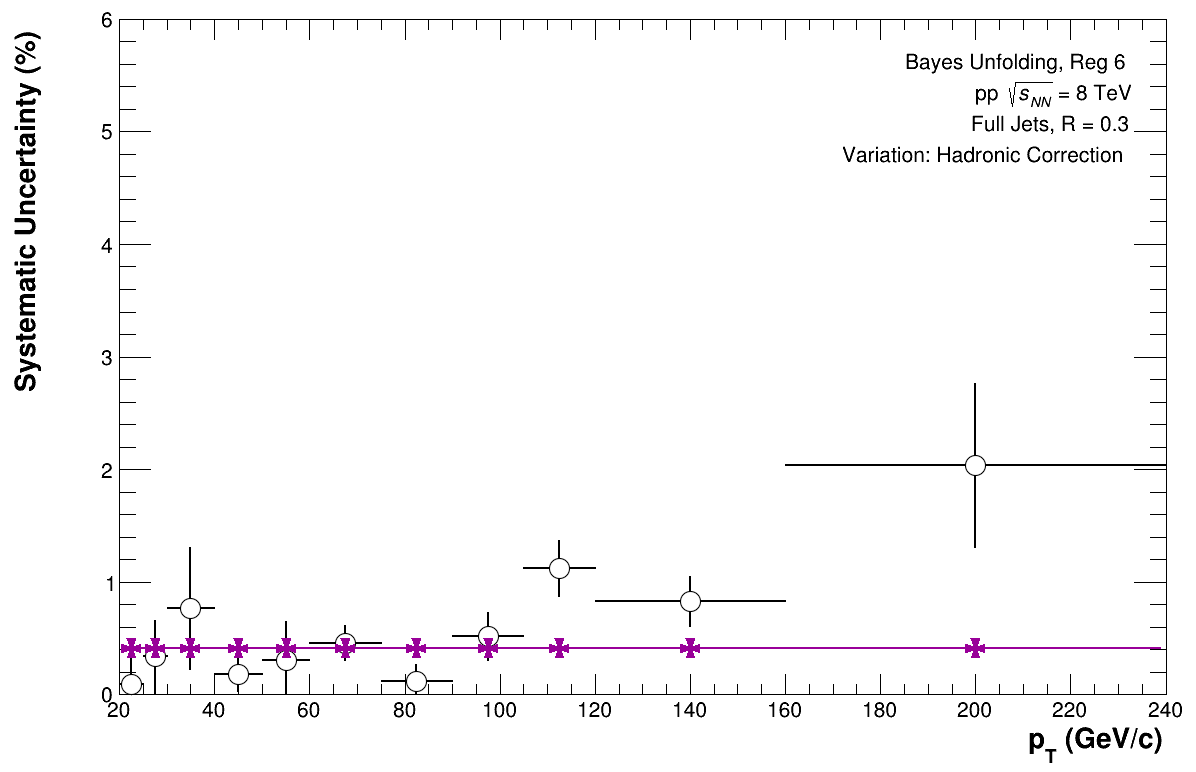 Systematic Uncertainty (%)
6
5
4
3
2
1
0
Bayes Unfolding, Reg 6
pp √s_NN = 8 TeV
Full Jets, R = 0.3
Variation: Hadronic Correction
20 40 60 80 100 120 140 160 180 200 220 240
p_T (GeV/c)